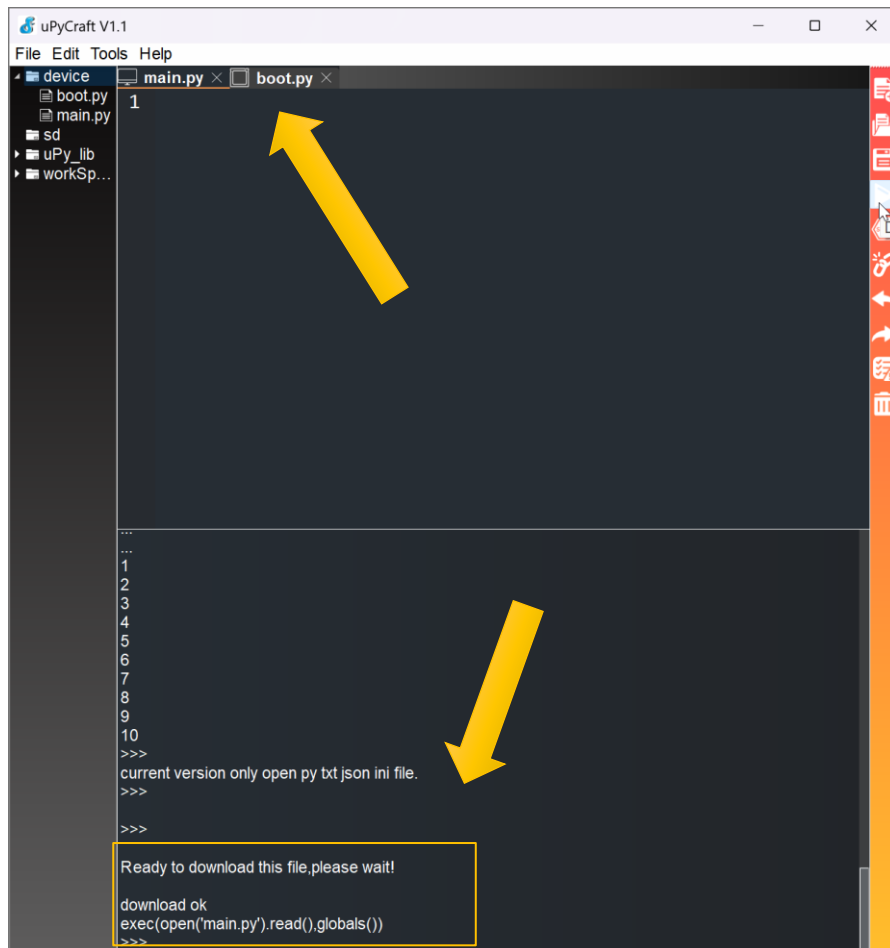 uPyCraft V1.1
File Edit Tools Help
device
boot.py
main.py
sd
uPy_lib
workSp...
main.py
boot.py
1
...
...
1
2
3
4
5
6
7
8
9
10
>>>
current version only open py txt json ini file.
>>>
>>>
Ready to download this file,please wait!
download ok
exec(open('main.py').read(),globals())
>>>